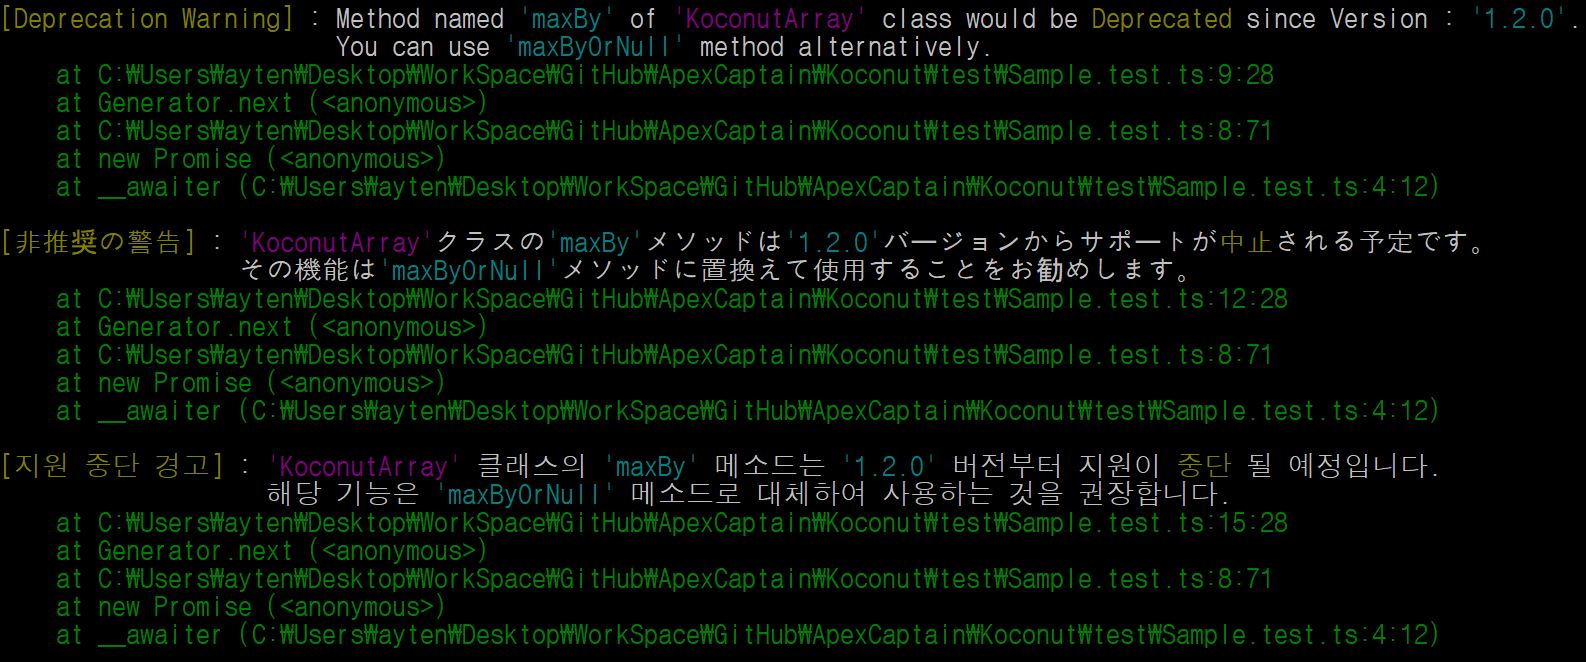 [Deprecation Warning] : Method named 'maxBy' of 'KoconutArray' class would be Deprecated since Version : '1.2.0'.
You can use 'maxByOrNull' method alternatively.
at C:₩Users₩ayten₩Desktop₩WorkSpace₩GitHub₩ApexCaptain₩Koconut₩test₩Sample.test.ts:9:28
at Generator.next (<anonymous>)
at C:₩Users₩ayten₩Desktop₩WorkSpace₩GitHub₩ApexCaptain₩Koconut₩test₩Sample.test.ts:8:71
at new Promise (<anonymous>)
at __awaiter (C:₩Users₩ayten₩Desktop₩WorkSpace₩GitHub₩ApexCaptain₩Koconut₩test₩Sample.test.ts:4:12)
[非推奨の警告] : 'KoconutArray'クラスの'maxBy'メソッドは'1.2.0'バージョンからサポートが中止される予定です。
その機能は'maxByOrNull'メソッドに置換えて使用することをお勧めします。
at C:₩Users₩ayten₩Desktop₩WorkSpace₩GitHub₩ApexCaptain₩Koconut₩test₩Sample.test.ts:12:28
at Generator.next (<anonymous>)
at C:₩Users₩ayten₩Desktop₩WorkSpace₩GitHub₩ApexCaptain₩Koconut₩test₩Sample.test.ts:8:71
at new Promise (<anonymous>)
at __awaiter (C:₩Users₩ayten₩Desktop₩WorkSpace₩GitHub₩ApexCaptain₩Koconut₩test₩Sample.test.ts:4:12)
[지원 중단 경고] : 'KoconutArray' 클래스의 'maxBy' 메소드는 '1.2.0' 버전부터 지원이 중단 될 예정입니다.
해당 기능은 'maxByOrNull' 메소드로 대체하여 사용하는 것을 권장합니다.
at C:₩Users₩ayten₩Desktop₩WorkSpace₩GitHub₩ApexCaptain₩Koconut₩test₩Sample.test.ts:15:28
at Generator.next (<anonymous>)
at C:₩Users₩ayten₩Desktop₩WorkSpace₩GitHub₩ApexCaptain₩Koconut₩test₩Sample.test.ts:8:71
at new Promise (<anonymous>)
at __awaiter (C:₩Users₩ayten₩Desktop₩WorkSpace₩GitHub₩ApexCaptain₩Koconut₩test₩Sample.test.ts:4:12)